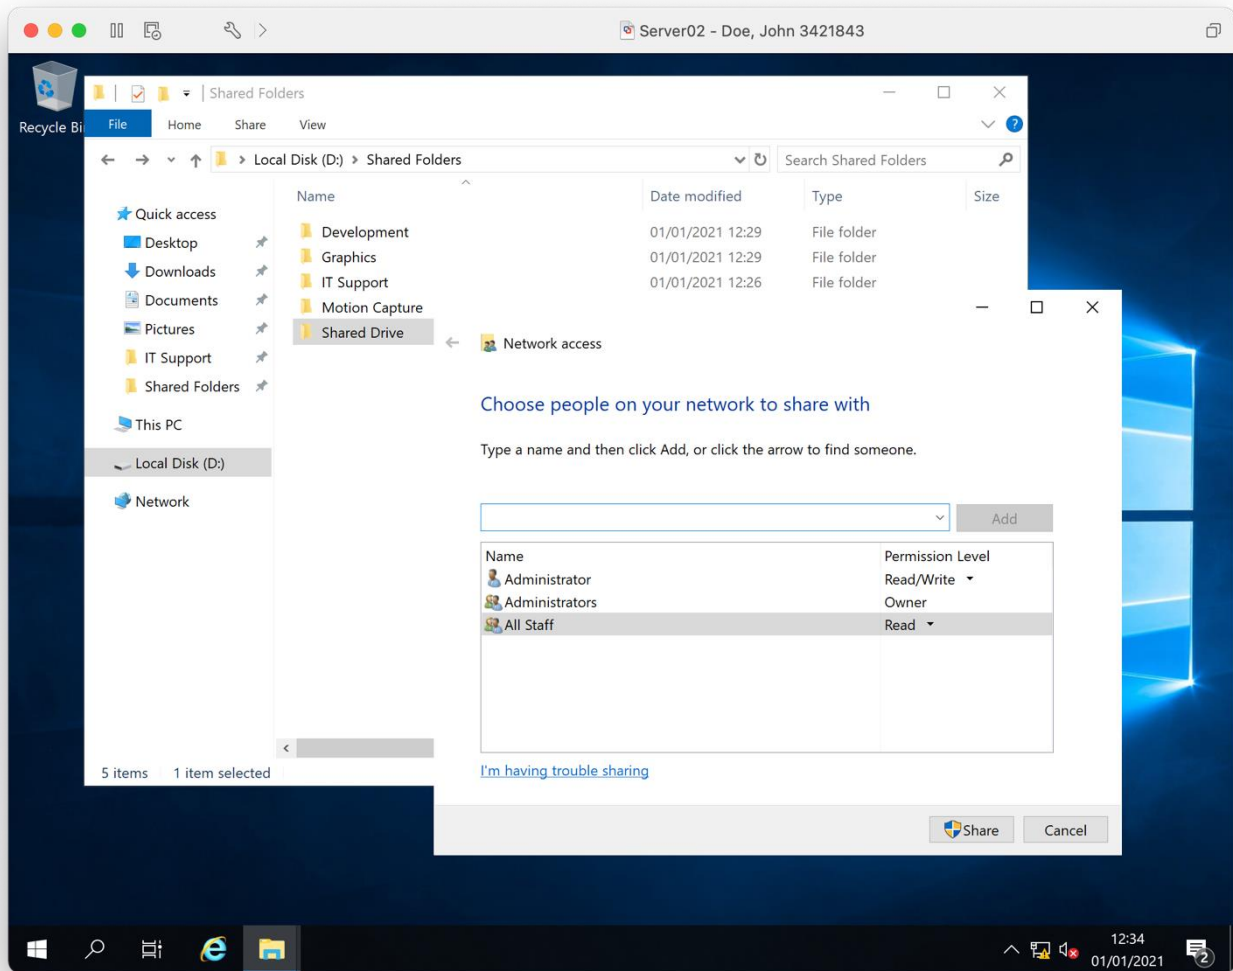 Server02 - Doe, John 3421843
Recycle Bi
Shared Folders
File Home Share View
Local Disk (D:) > Shared Folders
Search Shared Folders
Name Date modified Type Size
Quick access
Desktop
Downloads
Documents
Pictures
IT Support
Shared Folders
This PC
Local Disk (D:)
Network
Development 01/01/2021 12:29 File folder
Graphics 01/01/2021 12:29 File folder
IT Support 01/01/2021 12:26 File folder
Motion Capture
Shared Drive
5 items 1 item selected
Network access
Choose people on your network to share with
Type a name and then click Add, or click the arrow to find someone.
Add
Name Permission Level
Administrator Read/Write
Administrators Owner
All Staff Read
I'm having trouble sharing
Share Cancel
12:34
01/01/2021
2